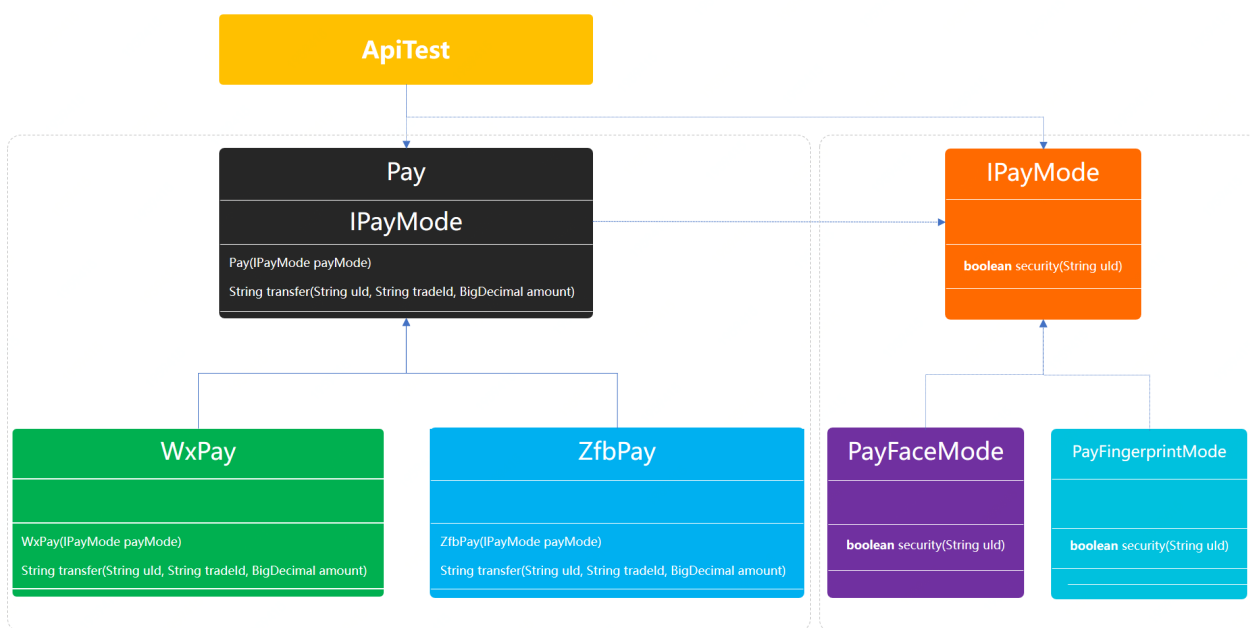 ApiTest
Pay
IPayMode
Pay(IPayMode payMode)
String transfer(String uId, String tradeId, BigDecimal amount)
IPayMode
boolean security(String uId)
WxPay
WxPay(IPayMode payMode)
String transfer(String uId, String tradeId, BigDecimal amount)
ZfbPay
ZfbPay(IPayMode payMode)
String transfer(String uId, String tradeId, BigDecimal amount)
PayFaceMode
boolean security(String uId)
PayFingerprintMode
boolean security(String uId)